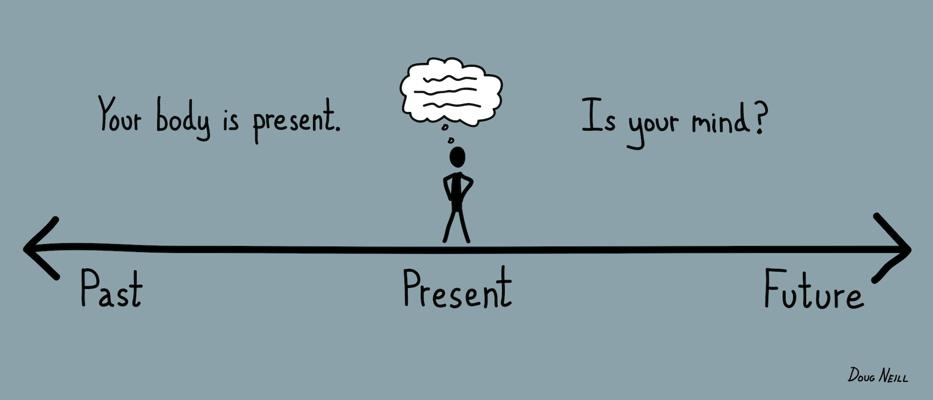 Your body is present.
Is your mind?
Past
Present
Future
Doug Neill